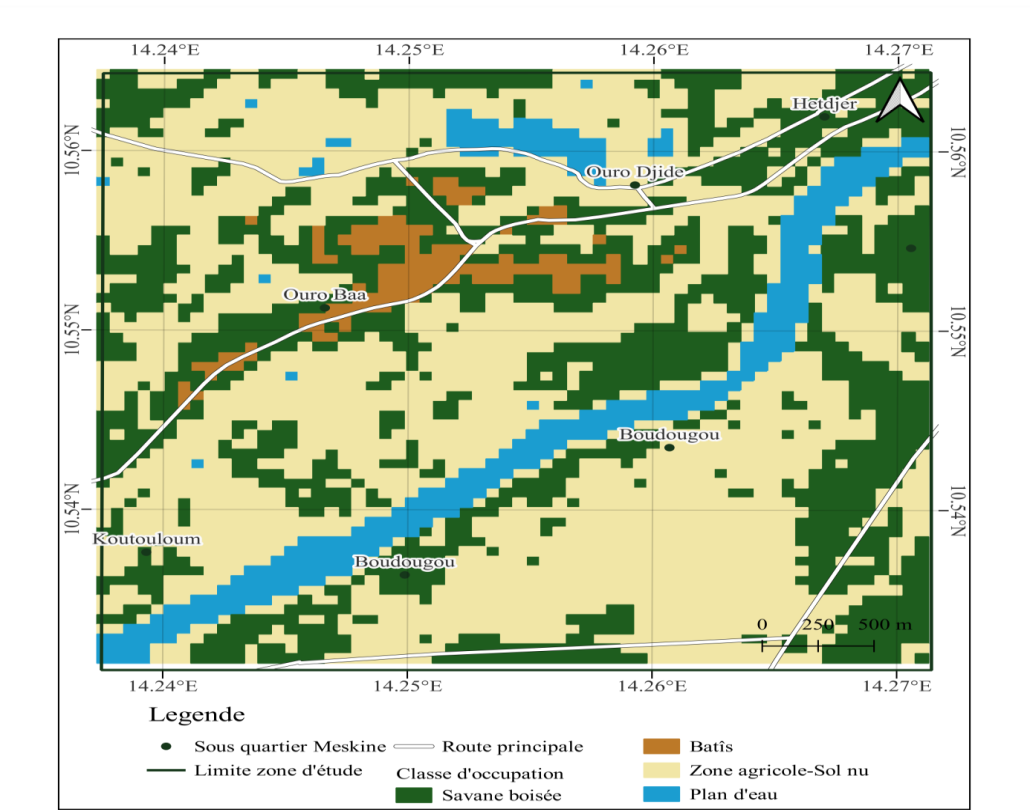 14.24°E 14.25°E 14.26°E 14.27°E
Hetdjer
10.56°N 10.56°N
Ouro Djide
Ouro Baa
10.55°N 10.55°N
Boudougou
10.54°N 10.54°N
Koutouloum
Boudougou
0 250 500 m
14.24°E 14.25°E 14.26°E 14.27°E
Legende
Sous quartier Meskine Route principale Batîs
Limite zone d'étude Classe d'occupation Zone agricole-Sol nu
Savane boisée Plan d'eau